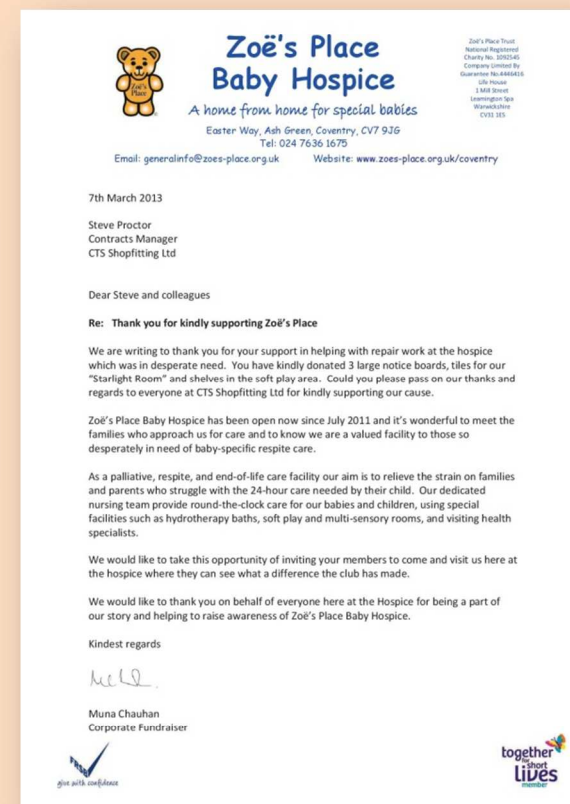 Zoë's Place
Baby Hospice
A home from home for special babies
Easter Way, Ash Green, Coventry, CV7 9JG
Tel: 024 7636 1675
Email: generalinfo@zoes-place.org.uk Website: www.zoes-place.org.uk/coventry
Zoë's Place
Zoë's Place Trust
National Registered
Charity No. 1092545
Company Limited By
Guarantee No.4446416
Life House
1 Mill Street
Leamington Spa
Warwickshire
CV31 1ES
7th March 2013
Steve Proctor
Contracts Manager
CTS Shopfitting Ltd
Dear Steve and colleagues
Re: Thank you for kindly supporting Zoë's Place
We are writing to thank you for your support in helping with repair work at the hospice
which was in desperate need. You have kindly donated 3 large notice boards, tiles for our
"Starlight Room" and shelves in the soft play area. Could you please pass on our thanks and
regards to everyone at CTS Shopfitting Ltd for kindly supporting our cause.
Zoë's Place Baby Hospice has been open now since July 2011 and it's wonderful to meet the
families who approach us for care and to know we are a valued facility to those so
desperately in need of baby-specific respite care.
As a palliative, respite, and end-of-life care facility our aim is to relieve the strain on families
and parents who struggle with the 24-hour care needed by their child. Our dedicated
nursing team provide round-the-clock care for our babies and children, using special
facilities such as hydrotherapy baths, soft play and multi-sensory rooms, and visiting health
specialists.
We would like to take this opportunity of inviting your members to come and visit us here at
the hospice where they can see what a difference the club has made.
We would like to thank you on behalf of everyone here at the Hospice for being a part of
our story and helping to raise awareness of Zoë's Place Baby Hospice.
Kindest regards
Muna Chauhan
Corporate Fundraiser
FRSB
give with confidence
together
for short
lives
member